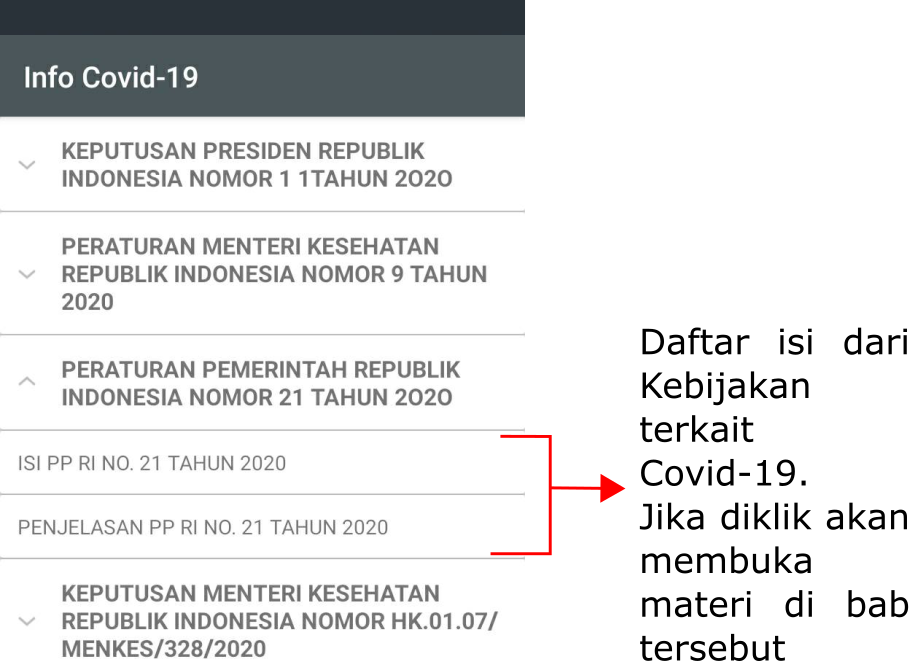 Info Covid-19
KEPUTUSAN PRESIDEN REPUBLIK
INDONESIA NOMOR 1 1TAHUN 2O2O
PERATURAN MENTERI KESEHATAN
REPUBLIK INDONESIA NOMOR 9 TAHUN
2020
PERATURAN PEMERINTAH REPUBLIK
INDONESIA NOMOR 21 TAHUN 2O2O
ISI PP RI NO. 21 TAHUN 2020
PENJELASAN PP RI NO. 21 TAHUN 2020
KEPUTUSAN MENTERI KESEHATAN
REPUBLIK INDONESIA NOMOR HK.01.07/
MENKES/328/2020
Daftar isi dari
Kebijakan
terkait
Covid-19.
Jika diklik akan
membuka
materi di bab
tersebut